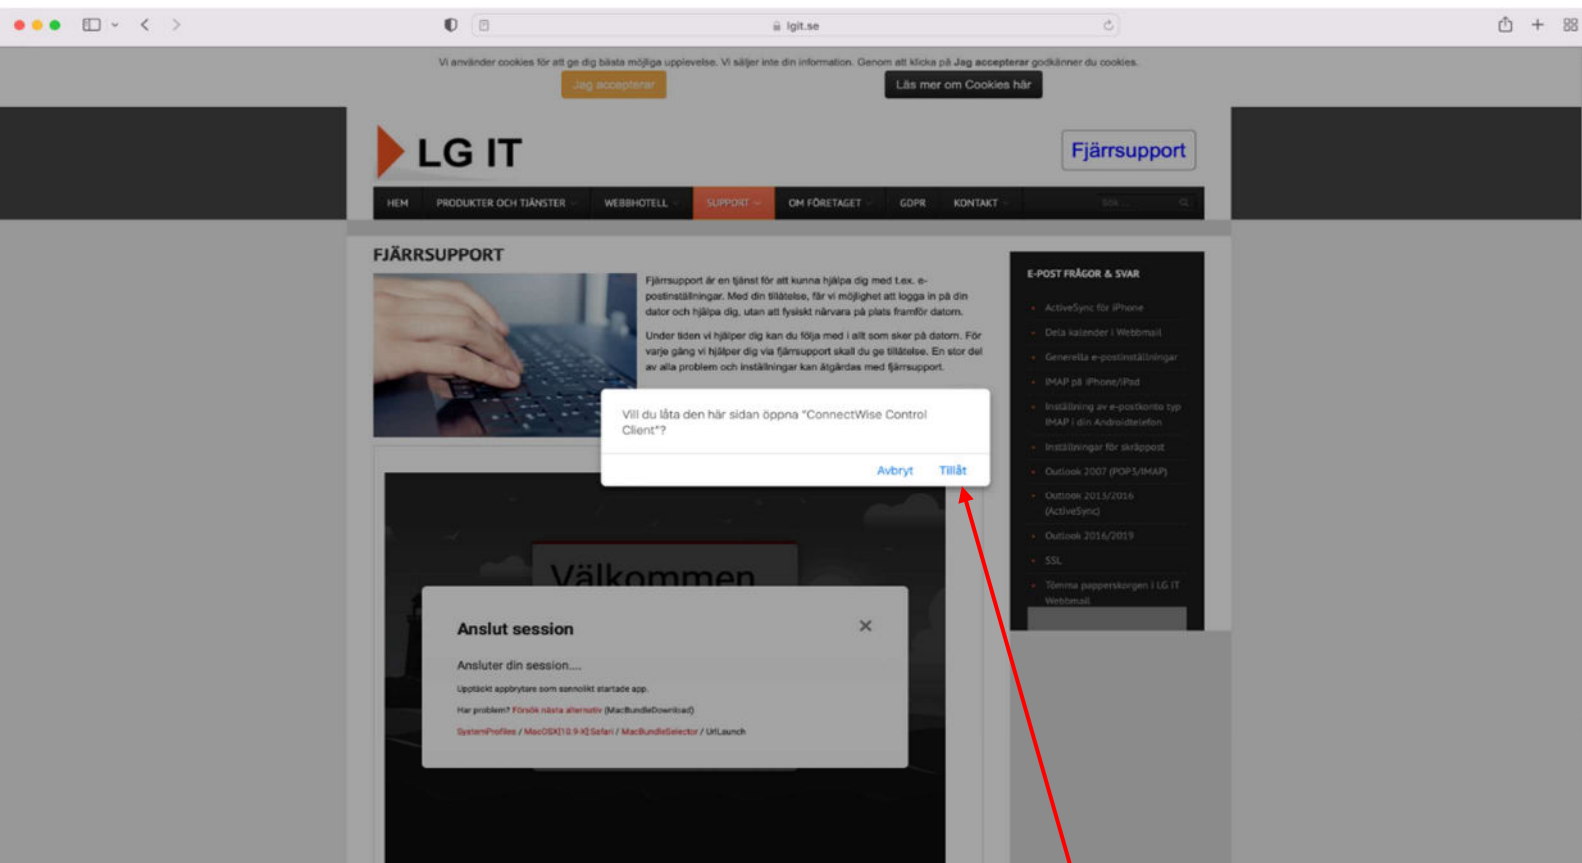 lgit.se
Vi använder cookies för att ge dig bästa möjliga upplevelse. Vi säljer inte din information. Genom att klicka på Jag accepterar godkänner du cookies.
Jag accepterar
Läs mer om Cookies här
LG IT
Fjärrsupport
HEM PRODUKTER OCH TJÄNSTER WEBBHOTELL SUPPORT OM FÖRETAGET GDPR KONTAKT Sök ...
FJÄRRSUPPORT
Fjärrsupport är en tjänst för att kunna hjälpa dig med t.ex. e-
postinställningar. Med din tillåtelse, får vi möjlighet att logga in på din
dator och hjälpa dig, utan att fysiskt närvara på plats framför datorn.
Under tiden vi hjälper dig kan du följa med i allt som sker på datorn. För
varje gång vi hjälper dig via fjärrsupport skall du ge tillåtelse. En stor del
av alla problem och inställningar kan åtgärdas med fjärrsupport.
Vill du låta den här sidan öppna "ConnectWise Control
Client"?
Avbryt Tillåt
Välkommen
Anslut session
Ansluter din session....
Upptäckt appbrytare som sannolikt startade app.
Har problem? Försök nästa alternativ (MacBundleDownload)
SystemProfiles / MacOSX[10.9-X]:Safari / MacBundleSelector / UrlLaunch
E-POST FRÅGOR & SVAR
ActiveSync för iPhone
Dela kalender i Webbmail
Generella e-postinställningar
IMAP på iPhone/iPad
Inställning av e-postkonto typ
IMAP i din Androidtelefon
Inställningar för skräppost
Outlook 2007 (POP3/IMAP)
Outlook 2013/2016
(ActiveSync)
Outlook 2016/2019
SSL
Tömma papperskorgen i LG IT
Webbmail